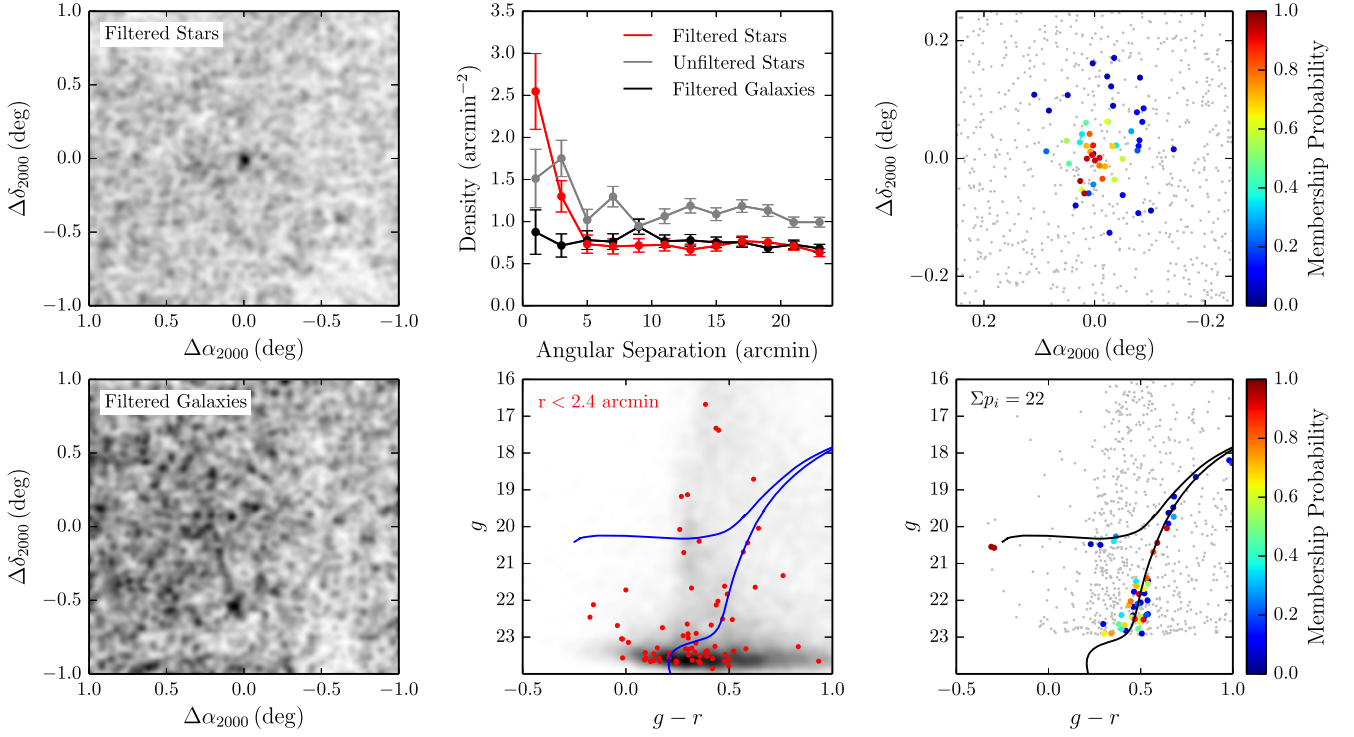 Filtered Stars
1.0
0.5
0.0
−0.5
−1.0
1.0 0.5 0.0 −0.5 −1.0
Δδ2000 (deg)
Δα2000 (deg)
Filtered Stars
Unfiltered Stars
Filtered Galaxies
3.5
3.0
2.5
2.0
1.5
1.0
0.5
0.0
0 5 10 15 20
Density (arcmin−2)
Angular Separation (arcmin)
0.2
0.0
−0.2
0.2 0.0 −0.2
Δδ2000 (deg)
Δα2000 (deg)
1.0
0.8
0.6
0.4
0.2
0.0
Membership Probability
Filtered Galaxies
1.0
0.5
0.0
−0.5
−1.0
1.0 0.5 0.0 −0.5 −1.0
Δδ2000 (deg)
Δα2000 (deg)
r < 2.4 arcmin
16
17
18
19
20
21
22
23
−0.5 0.0 0.5 1.0
g
g − r
Σpi = 22
16
17
18
19
20
21
22
23
−0.5 0.0 0.5 1.0
g
g − r
1.0
0.8
0.6
0.4
0.2
0.0
Membership Probability